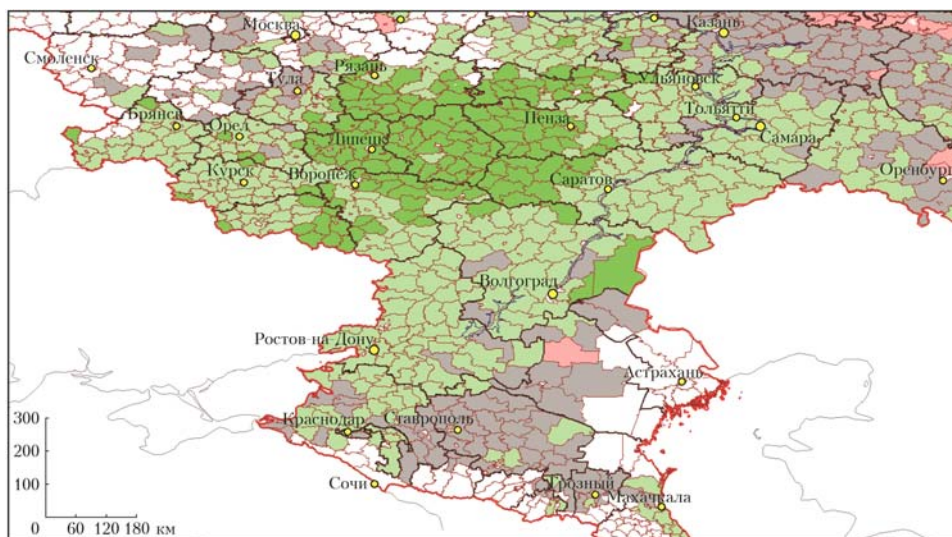 Москва
Казань
Смоленск
Рязань
Тула
Ульяновск
Тольятти
Брянск
Орел
Пенза
Самара
Липецк
Курск
Воронеж
Саратов
Оренбург
Волгоград
Ростов-на-Дону
Астрахань
300
Краснодар
Ставрополь
200
100
Сочи
Грозный
Махачкала
0 60 120 180 км